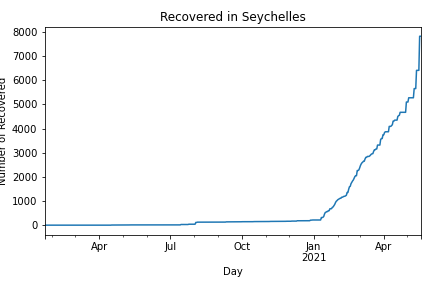 Recovered in Seychelles
Number of Recovered
8000
7000
6000
5000
4000
3000
2000
1000
0
Apr
Jul
Oct
Jan
2021
Apr
Day